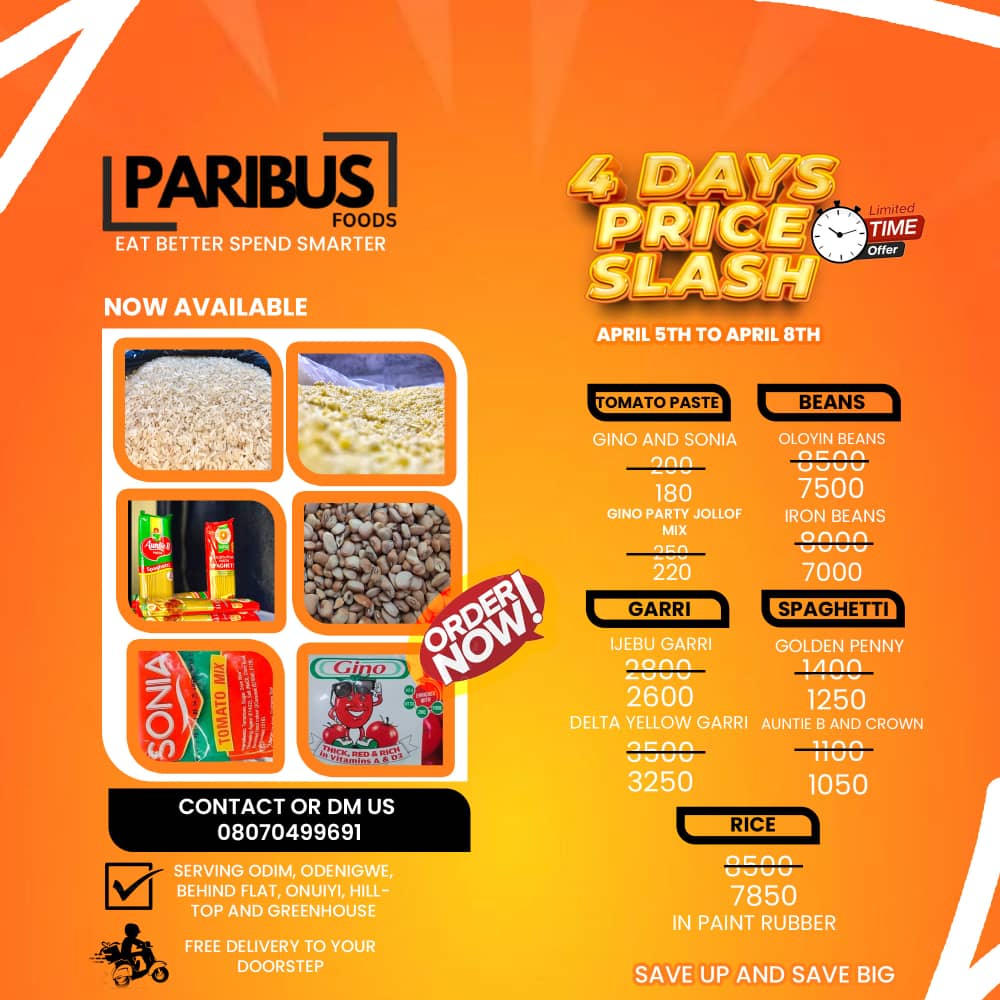 PARIBUS
FOODS
EAT BETTER SPEND SMARTER
NOW AVAILABLE
Auntie B
Spaghetti
SPAGHETTI
SONIA
TOMATO MIX
Gino
ENRICHED
WITH
THICK, RED & RICH
in Vitamins A & D3
ORDER
NOW!
CONTACT OR DM US
08070499691
SERVING ODIM, ODENIGWE,
BEHIND FLAT, ONUIYI, HILL-
TOP AND GREENHOUSE
FREE DELIVERY TO YOUR
DOORSTEP
4 DAYS
PRICE
SLASH
Limited
TIME
Offer
APRIL 5TH TO APRIL 8TH
TOMATO PASTE
GINO AND SONIA
200
180
GINO PARTY JOLLOF
MIX
250
220
BEANS
OLOYIN BEANS
8500
7500
IRON BEANS
8000
7000
GARRI
IJEBU GARRI
2800
2600
DELTA YELLOW GARRI
3500
3250
SPAGHETTI
GOLDEN PENNY
1400
1250
AUNTIE B AND CROWN
1100
1050
RICE
8500
7850
IN PAINT RUBBER
SAVE UP AND SAVE BIG